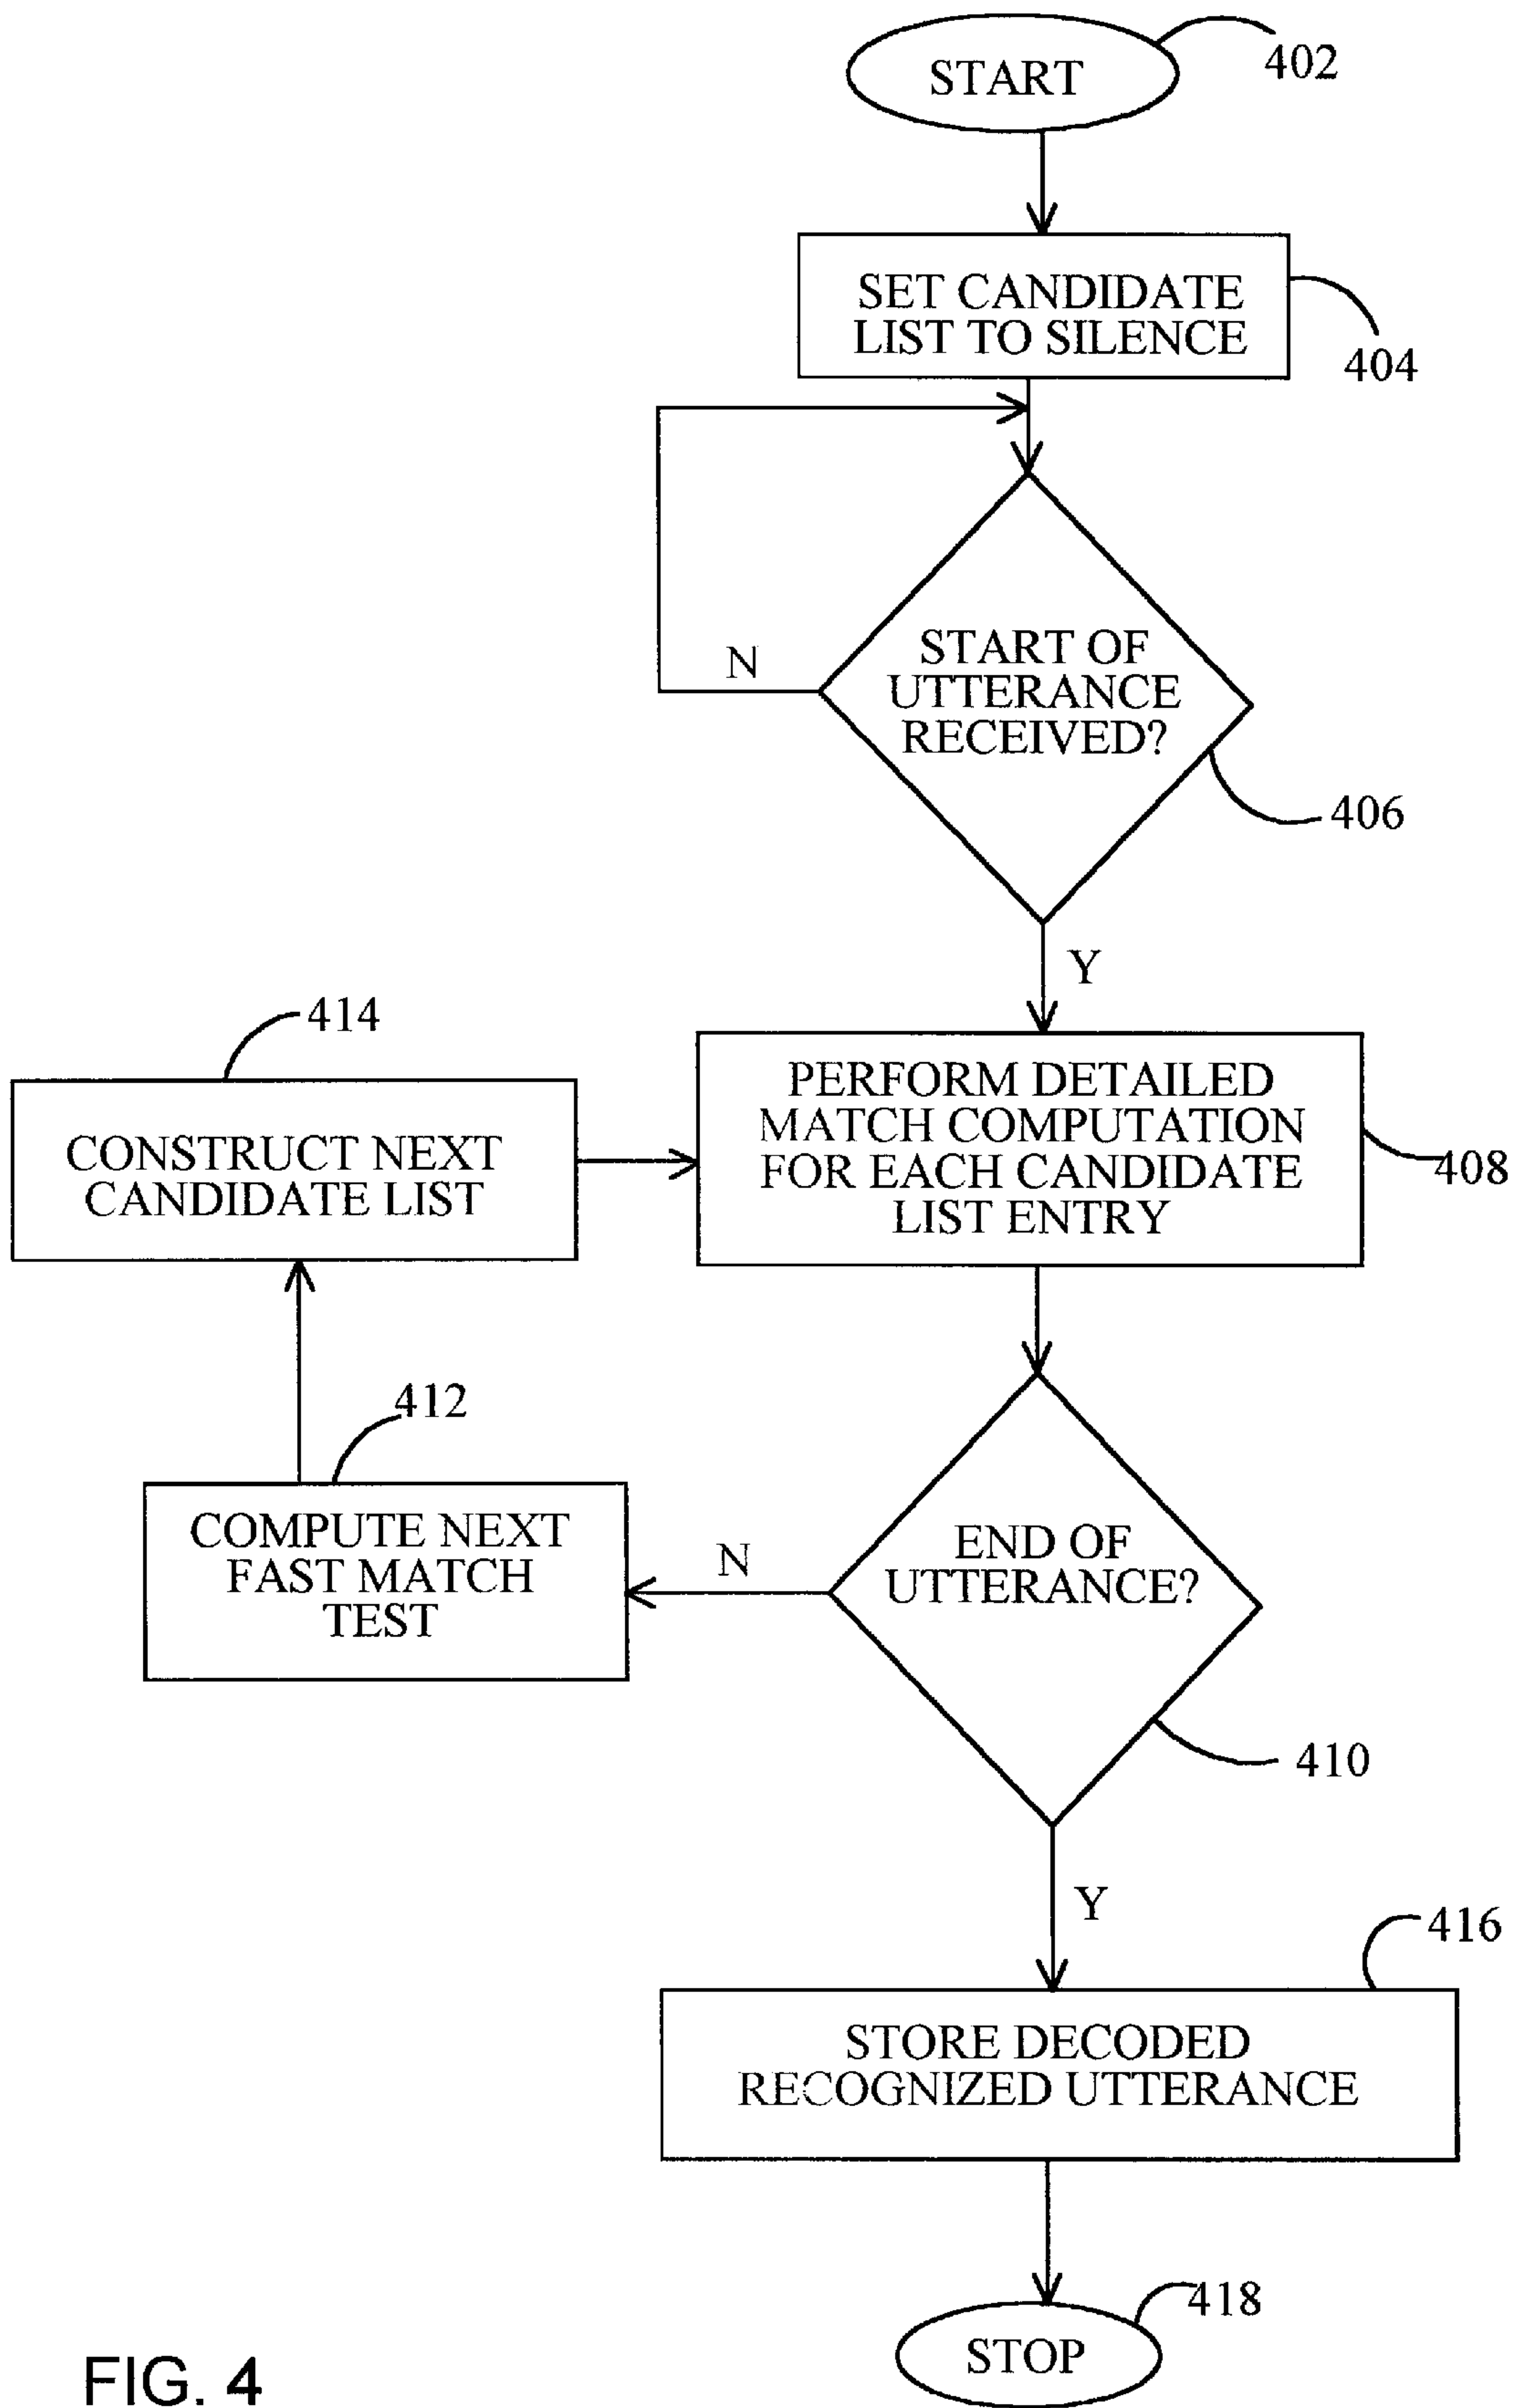 START
402
SET CANDIDATE
LIST TO SILENCE
404
START OF
UTTERANCE
RECEIVED?
N
406
Y
414
CONSTRUCT NEXT
CANDIDATE LIST
PERFORM DETAILED
MATCH COMPUTATION
FOR EACH CANDIDATE
LIST ENTRY
408
412
COMPUTE NEXT
FAST MATCH
TEST
N
END OF
UTTERANCE?
410
Y
416
STORE DECODED
RECOGNIZED UTTERANCE
418
STOP
FIG. 4